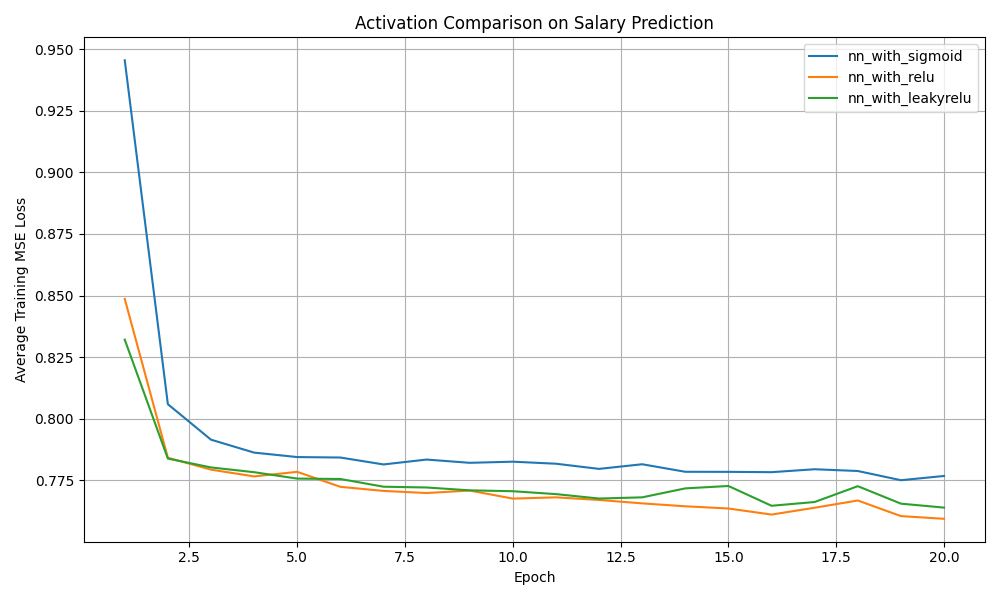 Activation Comparison on Salary Prediction
0.950
0.925
0.900
0.875
0.850
0.825
0.800
0.775
Average Training MSE Loss
nn_with_sigmoid
nn_with_relu
nn_with_leakyrelu
2.5 5.0 7.5 10.0 12.5 15.0 17.5 20.0
Epoch